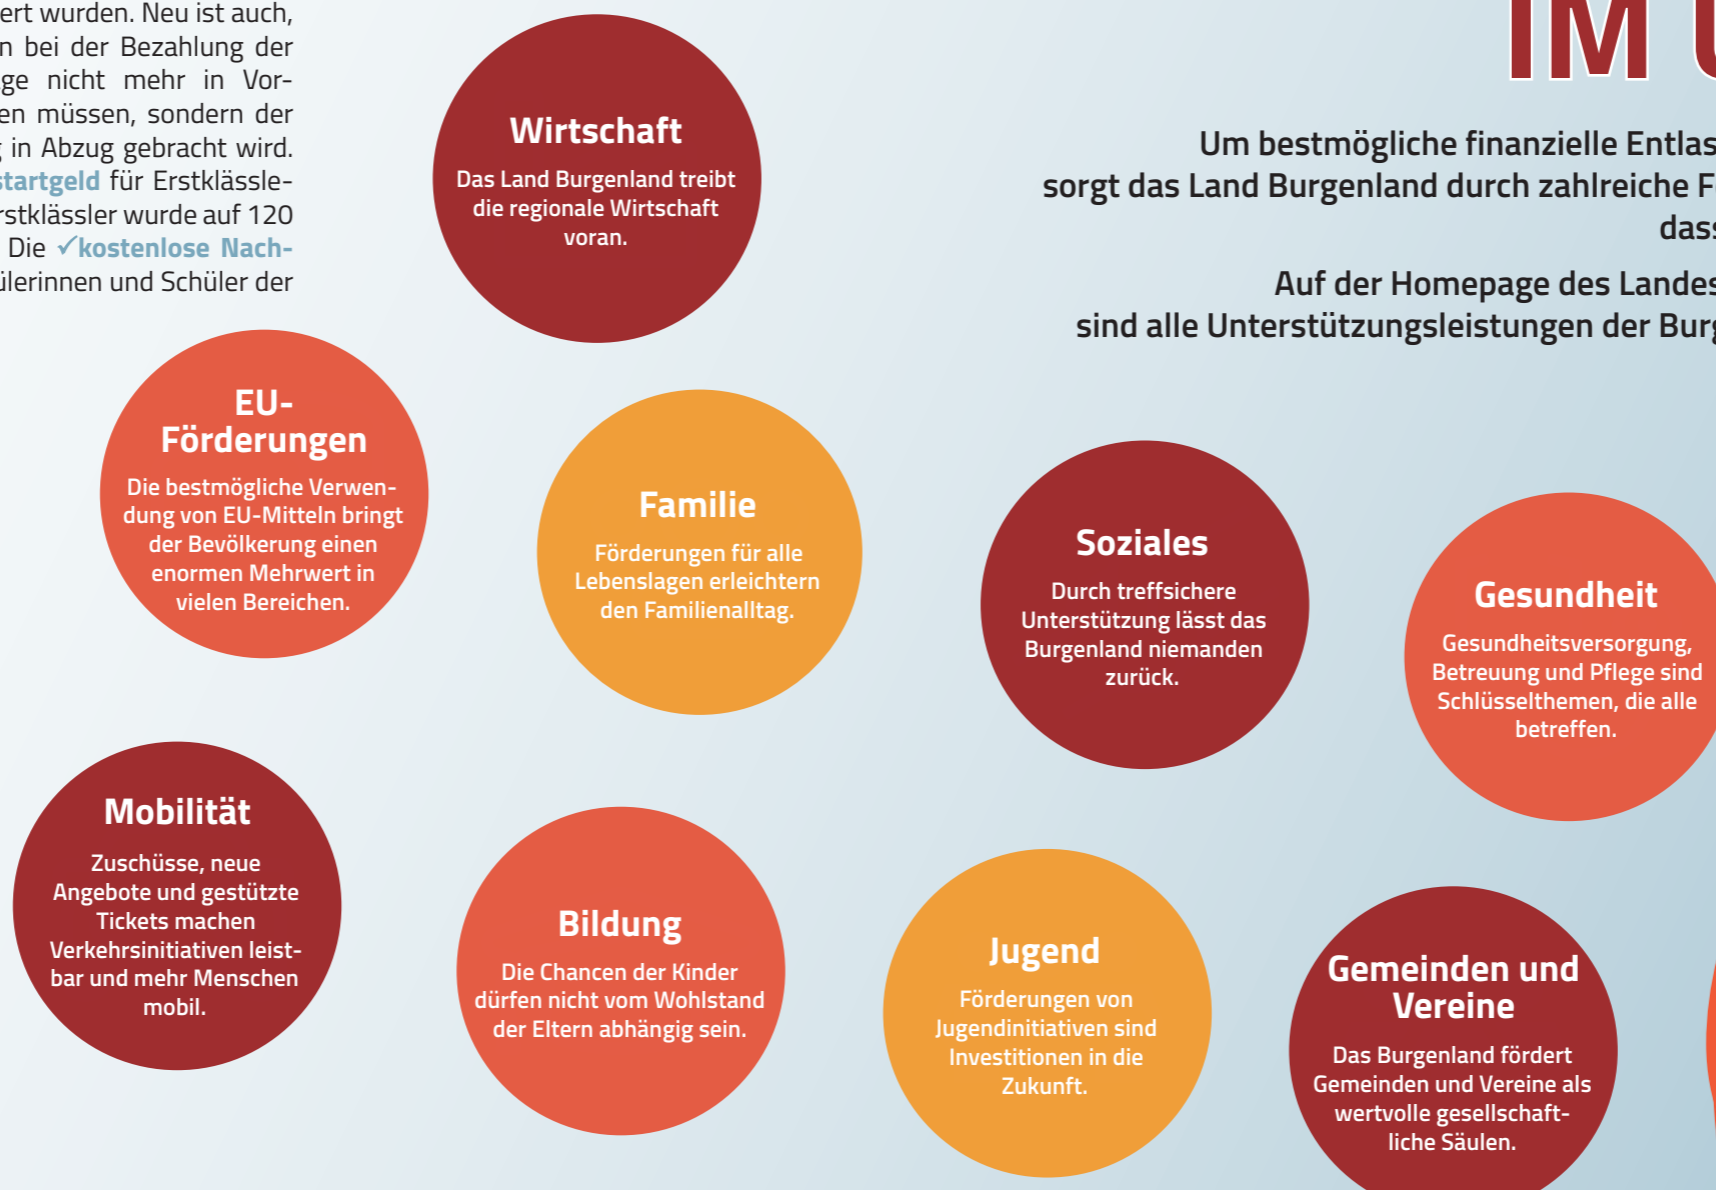 ert wurden. Neu ist auch,
n bei der Bezahlung der
ge nicht mehr in Vor-
en müssen, sondern der
g in Abzug gebracht wird.
startgeld für Erstklässle-
rstklässler wurde auf 120
Die ✓kostenlose Nach-
ülerinnen und Schüler der
IM
Um bestmögliche finanzielle Entlas
sorgt das Land Burgenland durch zahlreiche F
dass
Auf der Homepage des Landes
sind alle Unterstützungsleistungen der Burg
Wirtschaft
Das Land Burgenland treibt
die regionale Wirtschaft
voran.
EU-
Förderungen
Die bestmögliche Verwen-
dung von EU-Mitteln bringt
der Bevölkerung einen
enormen Mehrwert in
vielen Bereichen.
Familie
Förderungen für alle
Lebenslagen erleichtern
den Familienalltag.
Soziales
Durch treffsichere
Unterstützung lässt das
Burgenland niemanden
zurück.
Gesundheit
Gesundheitsversorgung,
Betreuung und Pflege sind
Schlüsselthemen, die alle
betreffen.
Mobilität
Zuschüsse, neue
Angebote und gestützte
Tickets machen
Verkehrsinitiativen leist-
bar und mehr Menschen
mobil.
Bildung
Die Chancen der Kinder
dürfen nicht vom Wohlstand
der Eltern abhängig sein.
Jugend
Förderungen von
Jugendinitiativen sind
Investitionen in die
Zukunft.
Gemeinden und
Vereine
Das Burgenland fördert
Gemeinden und Vereine als
wertvolle gesellschaft-
liche Säulen.